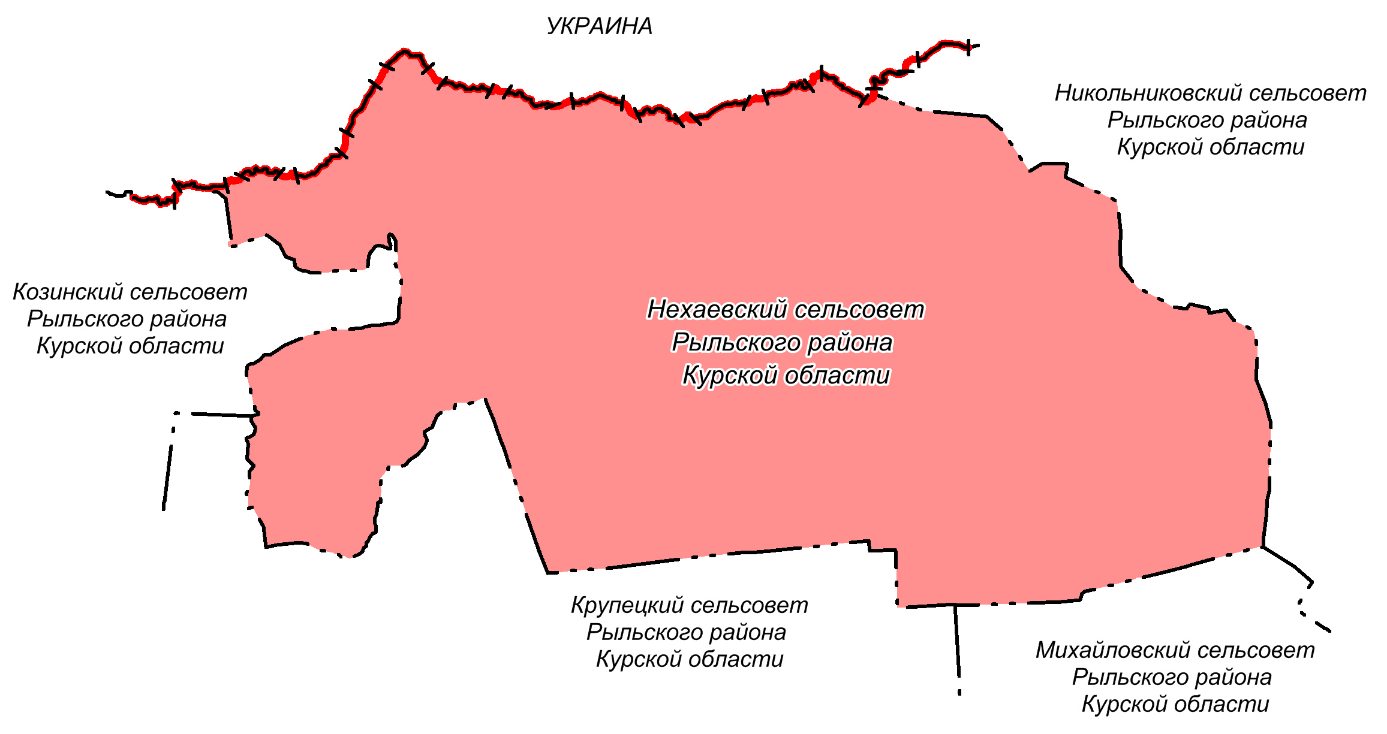 УКРАИНА
Никольниковский сельсовет
Рыльского района
Курской области
Козинский сельсовет
Рыльского района
Курской области
Нехаевский сельсовет
Рыльского района
Курской области
Крупецкий сельсовет
Рыльского района
Курской области
Михайловский сельсовет
Рыльского района
Курской области